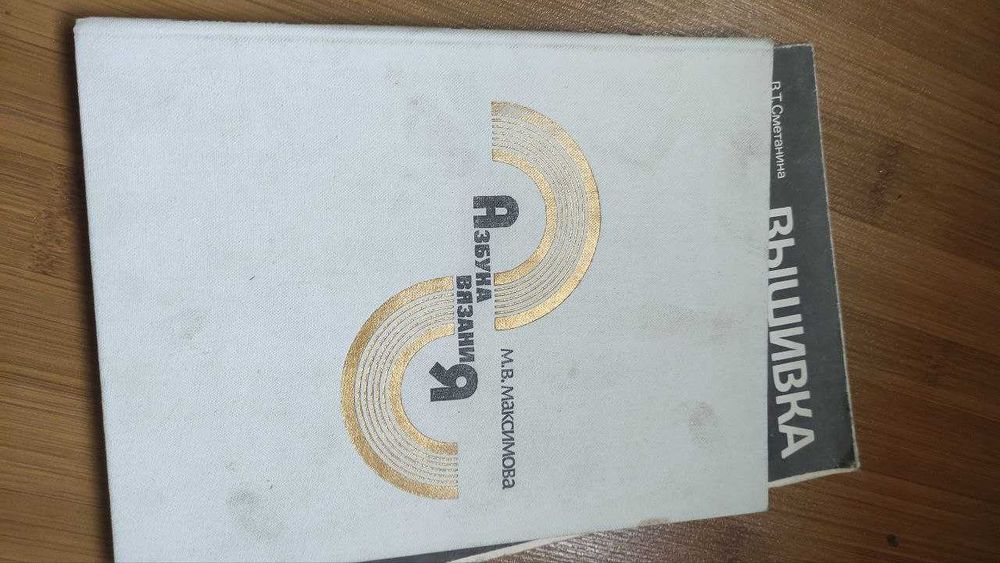 М. В. Максимова
Азбука
вязаниЯ
В.Т.Сметанина
ВЫШИВКА